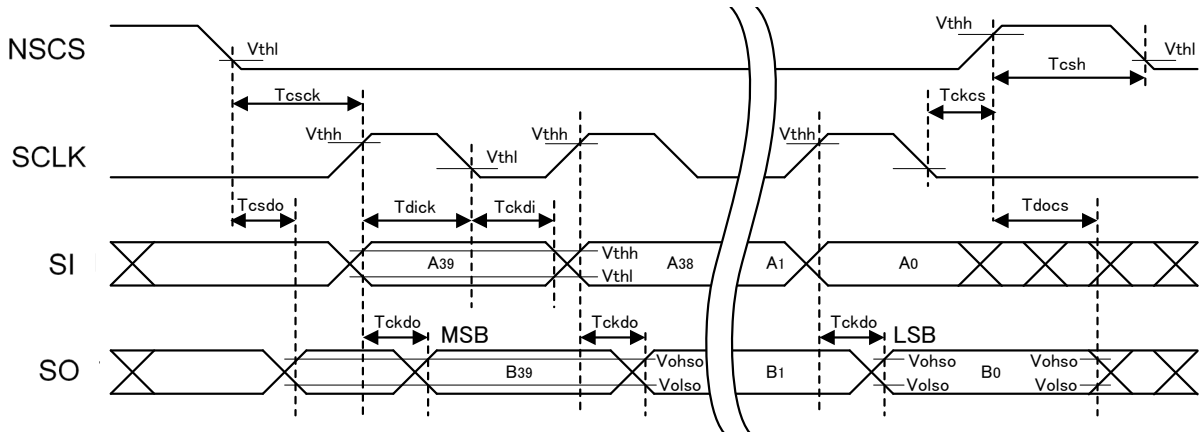 NSCS
Vthl
Vthh
Vthl
Tcsh
Tcsck
Tckcs
SCLK
Vthh
Vthl
Vthh
Vthh
Tcsdo
Tdick
Tckdi
Tdocs
SI
A39
Vthh
Vthl
A38
A1
A0
Tckdo
MSB
Tckdo
Tckdo
LSB
SO
B39
Vohso
Volso
B1
Vohso
Volso
B0
Vohso
Volso